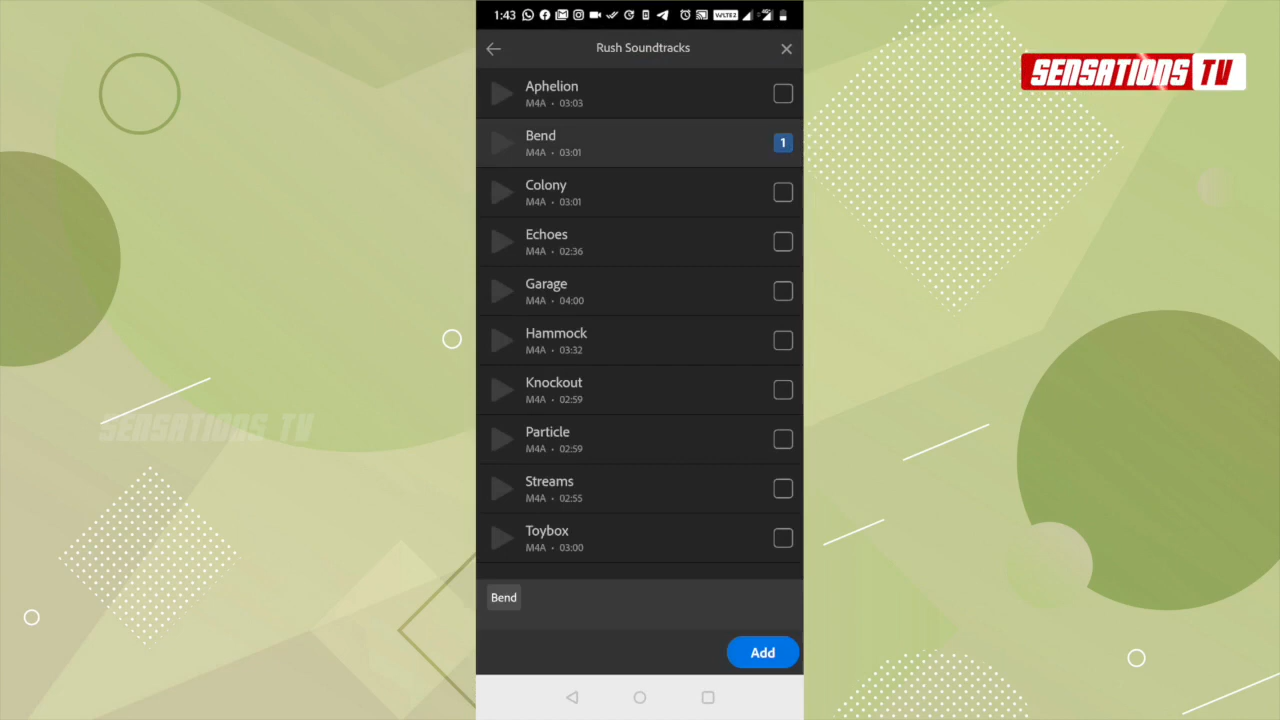 1:43
VoLTE2
4G
Rush Soundtracks
SENSATIONS TV
Aphelion
M4A • 03:03
Bend
M4A • 03:01
1
Colony
M4A • 03:01
Echoes
M4A • 02:36
Garage
M4A • 04:00
Hammock
M4A • 03:32
Knockout
M4A • 02:59
SENSATIONS TV
Particle
M4A • 02:59
Streams
M4A • 02:55
Toybox
M4A • 03:00
Bend
Add